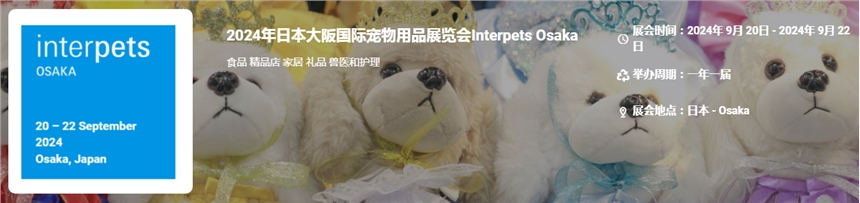 interpets
OSAKA
20 – 22 September
2024
Osaka, Japan
2024年日本大阪国际宠物用品展览会Interpets Osaka
食品 精品店 家居 礼品 兽医和护理
展会时间：2024年 9月 20日 - 2024年 9月 22
日
举办周期：一年一届
展会地点：日本 - Osaka